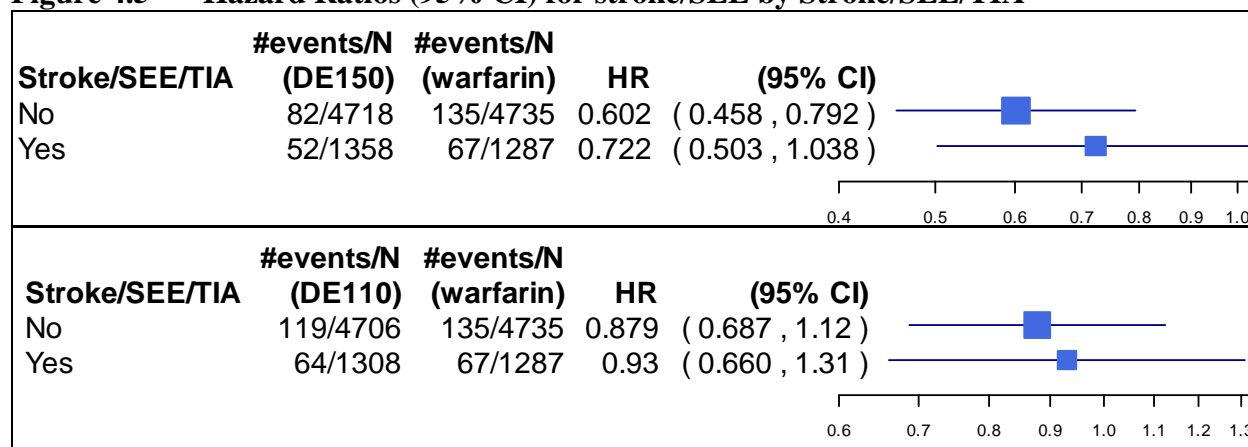 Figure 4.3 Hazard Ratios (95% CI) for stroke/SEE by Stroke/SEE/TIA
#events/N #events/N
Stroke/SEE/TIA (DE150) (warfarin) HR (95% CI)
No 82/4718 135/4735 0.602 ( 0.458 , 0.792 )
Yes 52/1358 67/1287 0.722 ( 0.503 , 1.038 )
0.4 0.5 0.6 0.7 0.8 0.9 1.0
#events/N #events/N
Stroke/SEE/TIA (DE110) (warfarin) HR (95% CI)
No 119/4706 135/4735 0.879 ( 0.687 , 1.12 )
Yes 64/1308 67/1287 0.93 ( 0.660 , 1.31 )
0.6 0.7 0.8 0.9 1.0 1.1 1.2 1.3